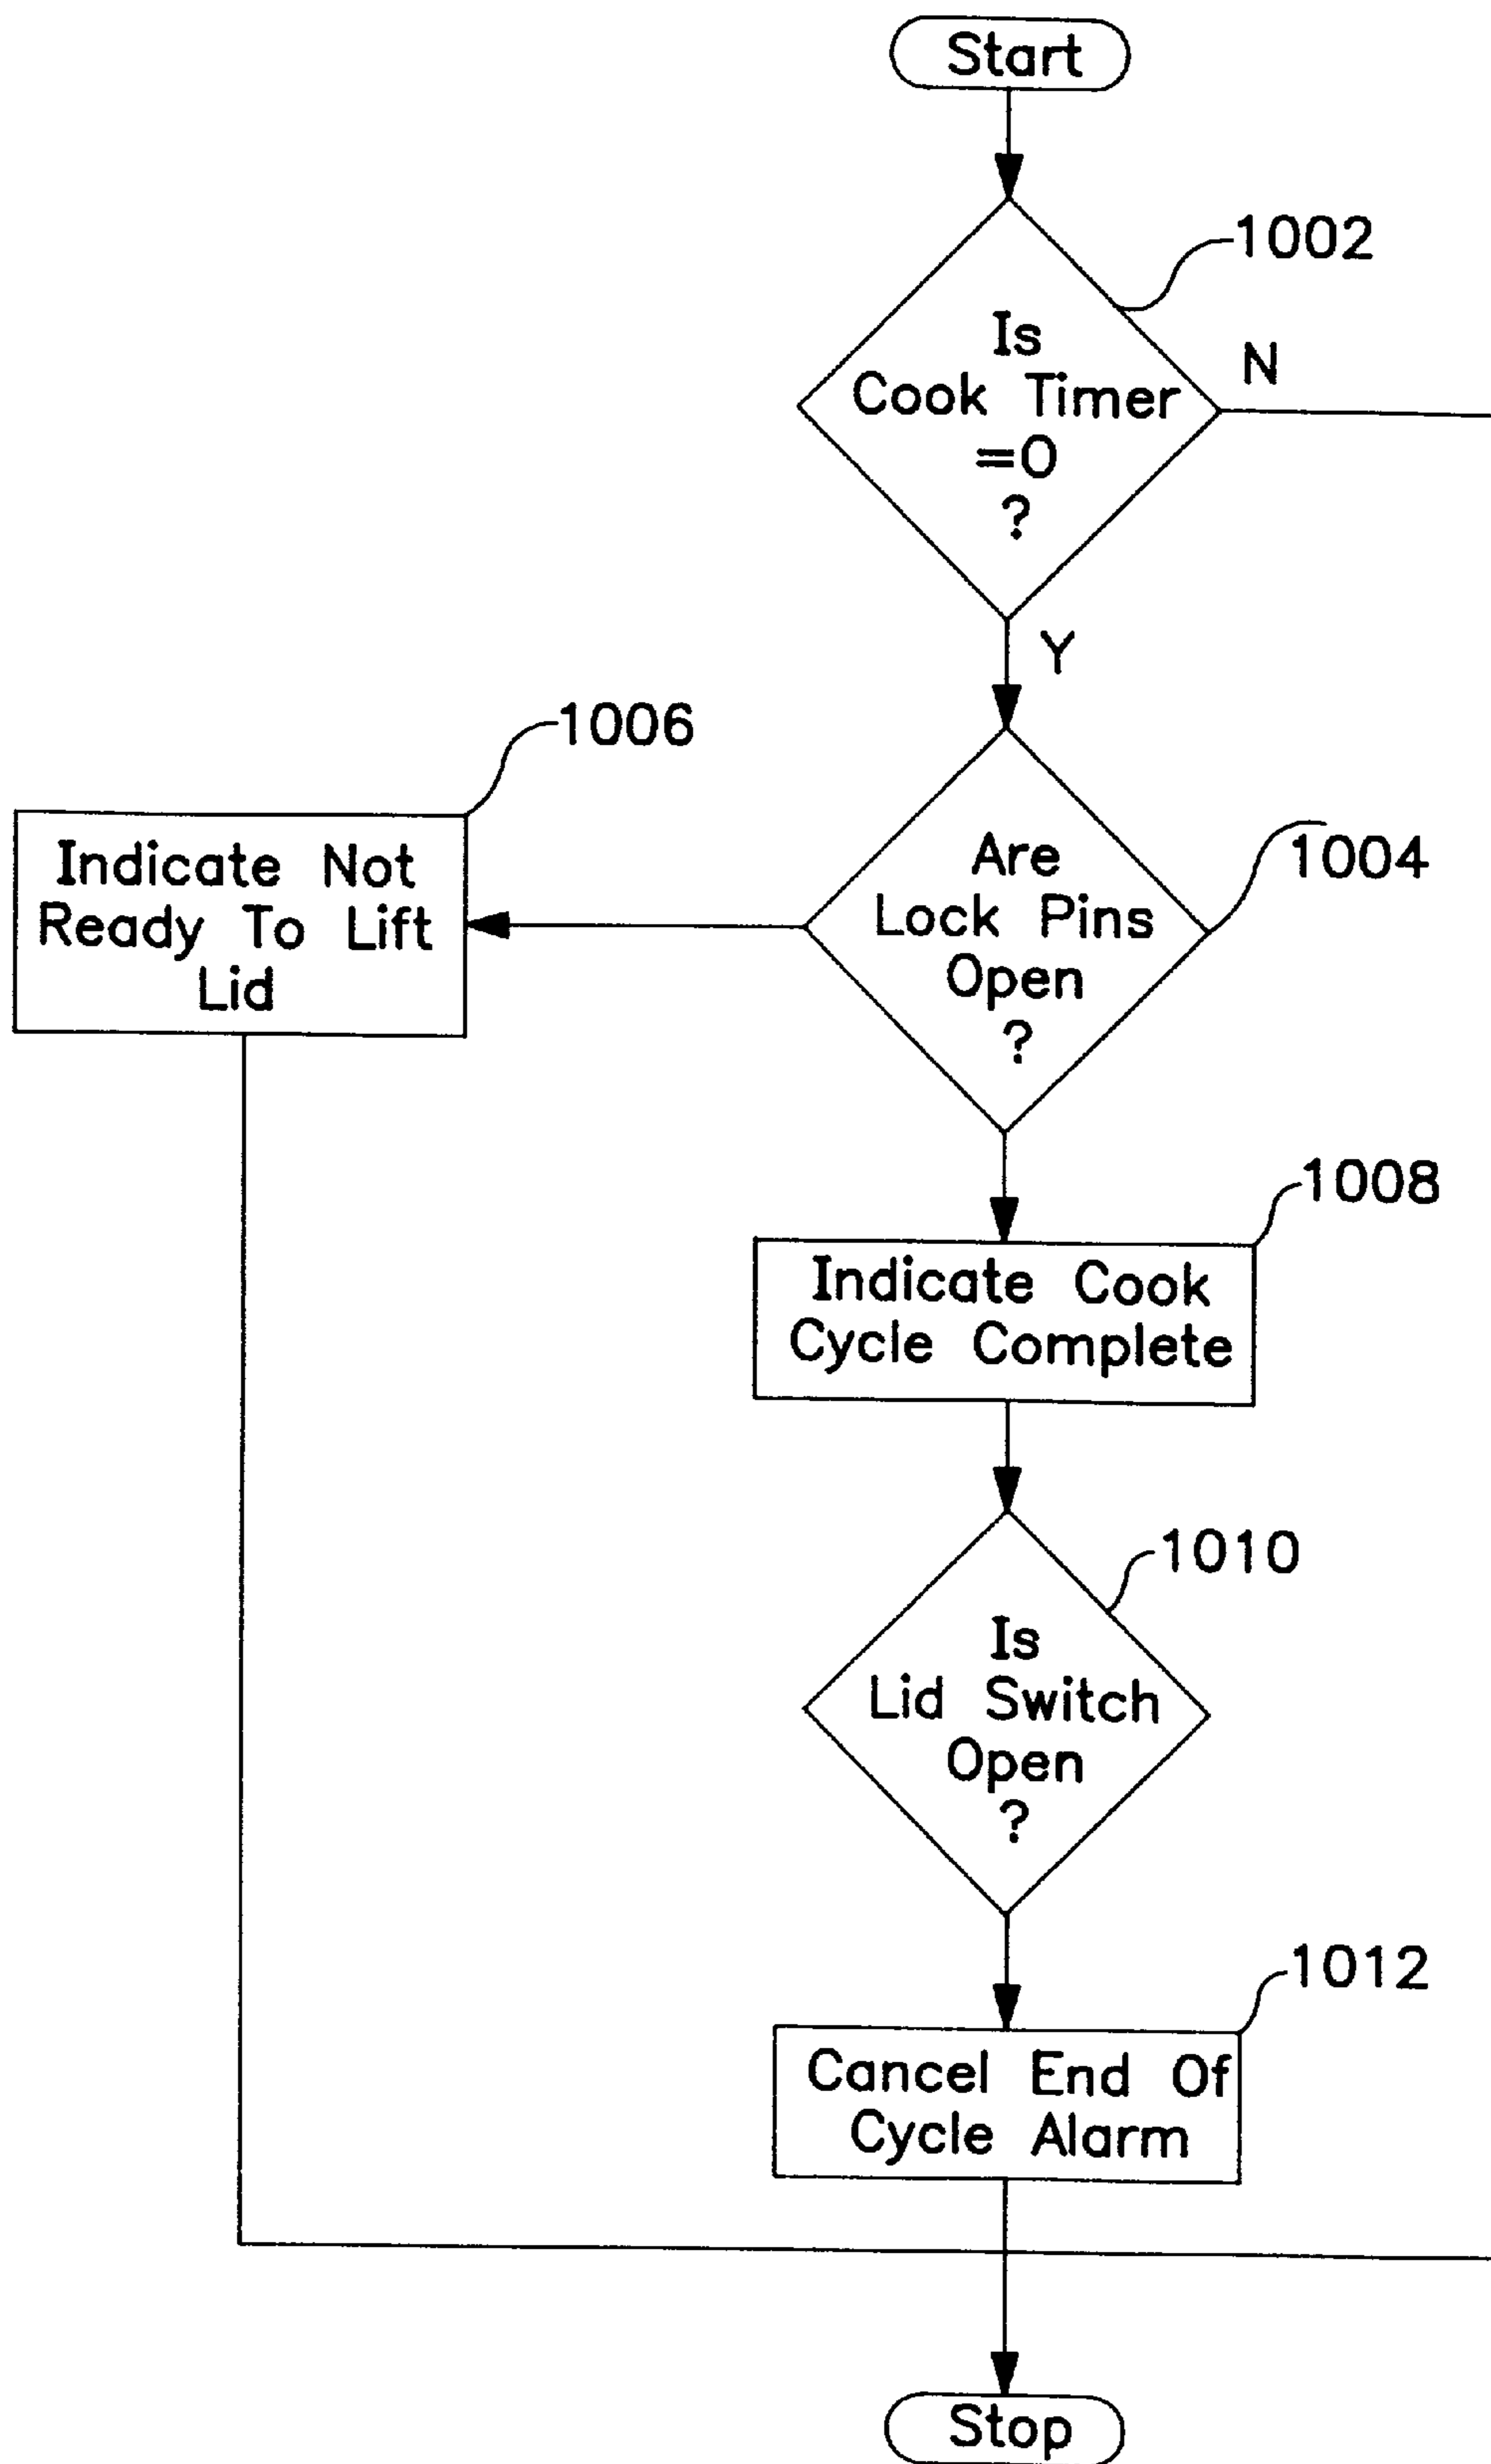 Start
1002
Is
Cook Timer
=0
?
N
Y
1006
Indicate Not
Ready To Lift
Lid
1004
Are
Lock Pins
Open
?
1008
Indicate Cook
Cycle Complete
1010
Is
Lid Switch
Open
?
1012
Cancel End Of
Cycle Alarm
Stop